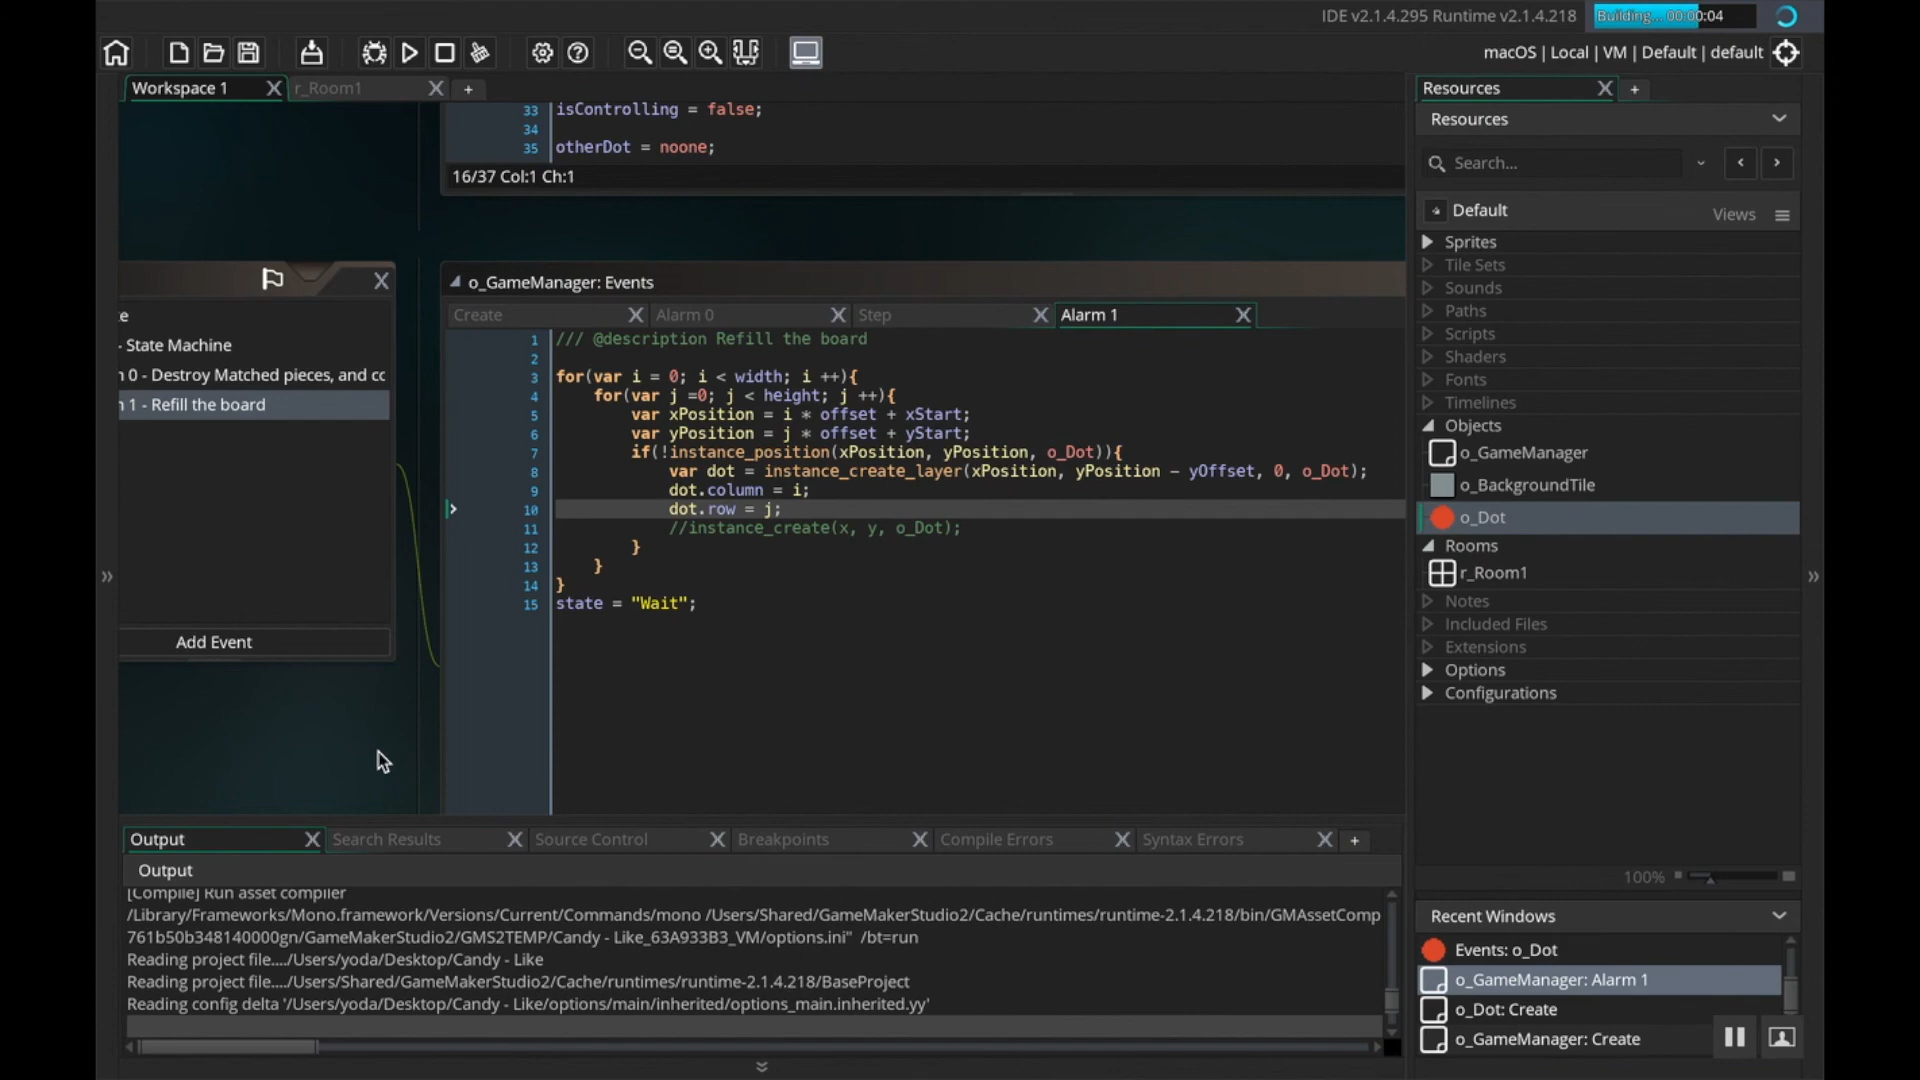 IDE v2.1.4.295 Runtime v2.1.4.218
Building... 00:00:04
macOS | Local | VM | Default | default
Workspace 1
r_Room1
33 isControlling = false;
34
35 otherDot = noone;
16/37 Col:1 Ch:1
o_GameManager: Events
Create
Alarm 0
Step
Alarm 1
e
- State Machine
n 0 - Destroy Matched pieces, and cc
n 1 - Refill the board
Add Event
1 /// @description Refill the board
2
3 for(var i = 0; i < width; i ++){
4 for(var j =0; j < height; j ++){
5 var xPosition = i * offset + xStart;
6 var yPosition = j * offset + yStart;
7 if(!instance_position(xPosition, yPosition, o_Dot)){
8 var dot = instance_create_layer(xPosition, yPosition - yOffset, 0, o_Dot);
9 dot.column = i;
10 dot.row = j;
11 //instance_create(x, y, o_Dot);
12 }
13 }
14 }
15 state = "Wait";
Output
Search Results
Source Control
Breakpoints
Compile Errors
Syntax Errors
Output
[Compile] Run asset compiler
/Library/Frameworks/Mono.framework/Versions/Current/Commands/mono /Users/Shared/GameMakerStudio2/Cache/runtimes/runtime-2.1.4.218/bin/GMAssetComp
761b50b348140000gn/GameMakerStudio2/GMS2TEMP/Candy - Like_63A933B3_VM/options.ini" /bt=run
Reading project file..../Users/yoda/Desktop/Candy - Like
Reading project file..../Users/Shared/GameMakerStudio2/Cache/runtimes/runtime-2.1.4.218/BaseProject
Reading config delta '/Users/yoda/Desktop/Candy - Like/options/main/inherited/options_main.inherited.yy'
Resources
Resources
Search...
Default
Views
Sprites
Tile Sets
Sounds
Paths
Scripts
Shaders
Fonts
Timelines
Objects
o_GameManager
o_BackgroundTile
o_Dot
Rooms
r_Room1
Notes
Included Files
Extensions
Options
Configurations
100%
Recent Windows
Events: o_Dot
o_GameManager: Alarm 1
o_Dot: Create
o_GameManager: Create